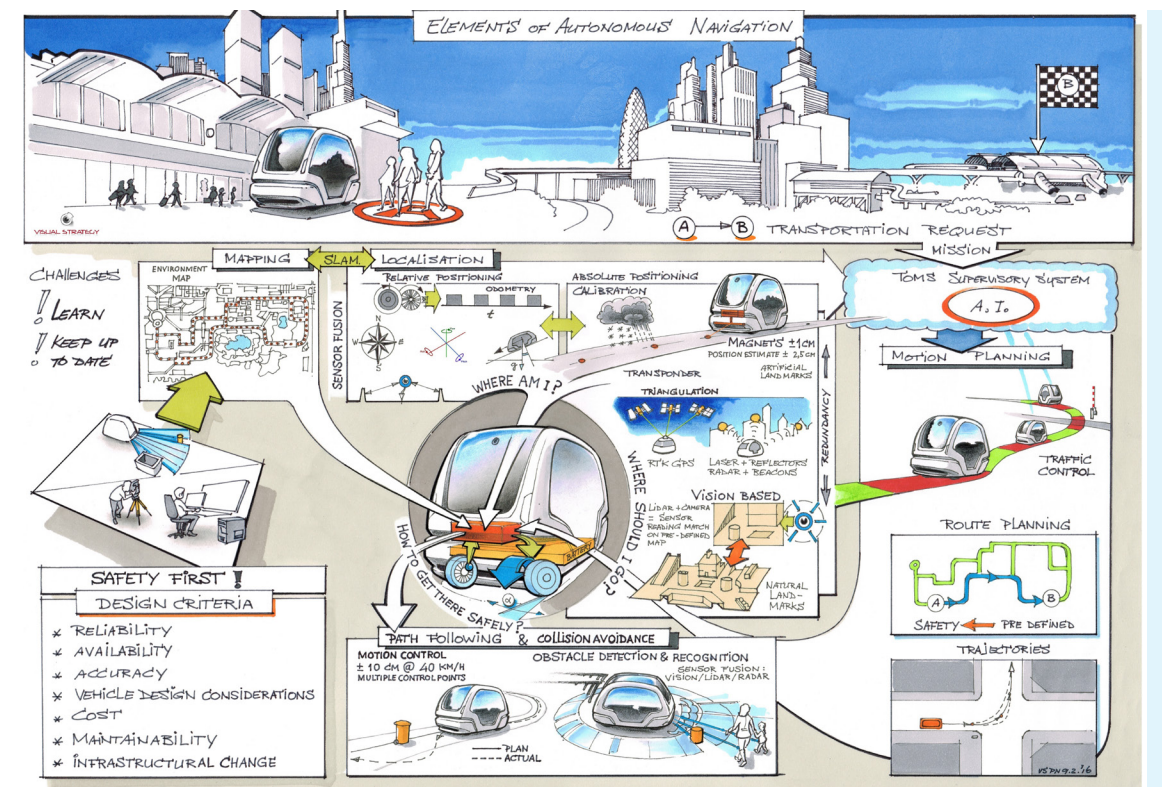 ELEMENTS OF AUTONOMOUS NAVIGATION
B
VISUAL STRATEGY
A B TRANSPORTATION REQUEST
MISSION
CHALLENGES
! LEARN
! KEEP UP
TO DATE
MAPPING
SLAM.
LOCALISATION
ENVIRONMENT
MAP
SENSOR FUSION
RELATIVE POSITIONING
ODOMETRY
t
N
W
E
S
ABSOLUTE POSITIONING
CALIBRATION
MAGNETS ±1CM
POSITION ESTIMATE ± 2,5CM
ARTIFICIAL
LANDMARKS
TRANSPONDER
TRIANGULATION
RTK GPS
LASER + REFLECTORS
RADAR + BEACONS
REDUNDANCY
VISION BASED
LIDAR + CAMERA
= SENSOR
READING MATCH
ON PRE-DEFINED
MAP
NATURAL
LAND-
MARKS
WHERE AM I?
WHERE SHOULD I GO?
HOW TO GET THERE SAFELY?
BATTERY
α
TOMS SUPERVISORY SYSTEM
A.I.
MOTION PLANNING
TRAFFIC
CONTROL
ROUTE PLANNING
A
B
SAFETY PRE DEFINED
TRAJECTORIES
VSPN9.2.'16
SAFETY FIRST!
DESIGN CRITERIA
* RELIABILITY
* AVAILABILITY
* ACCURACY
* VEHICLE DESIGN CONSIDERATIONS
* COST
* MAINTAINABILITY
* INFRASTRUCTURAL CHANGE
PATH FOLLOWING & COLLISION AVOIDANCE
MOTION CONTROL
± 10 CM @ 40 KM/H
MULTIPLE CONTROL POINTS
PLAN
ACTUAL
OBSTACLE DETECTION & RECOGNITION
SENSOR FUSION:
VISION/LIDAR/RADAR